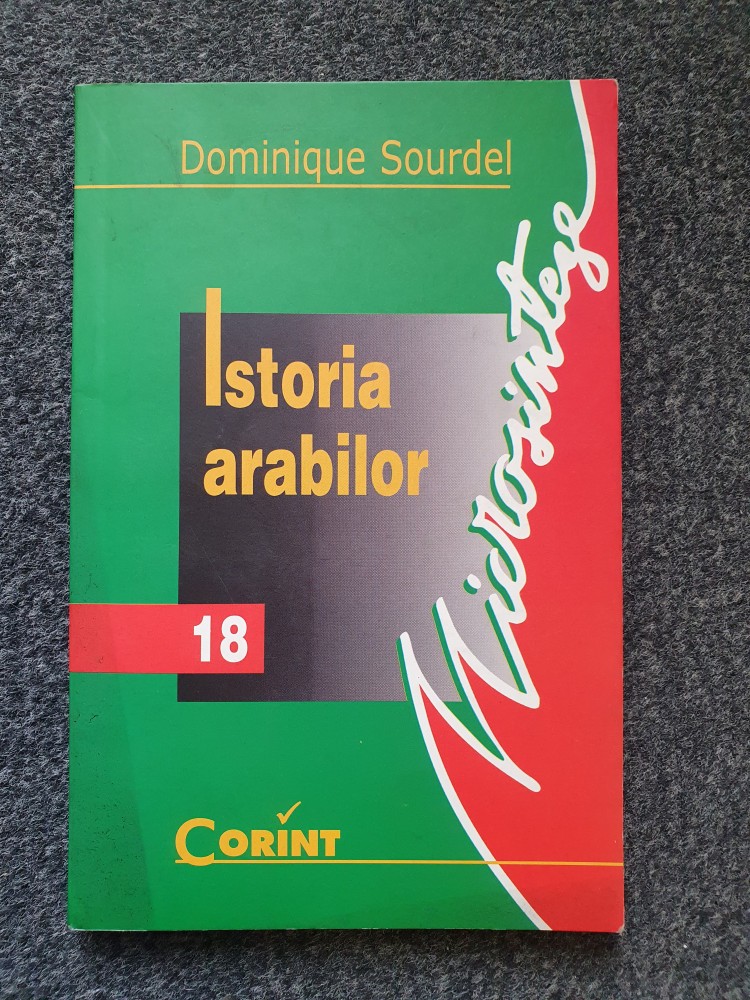 Dominique Sourdel
Istoria
arabilor
Microsinteze
18
CORINT